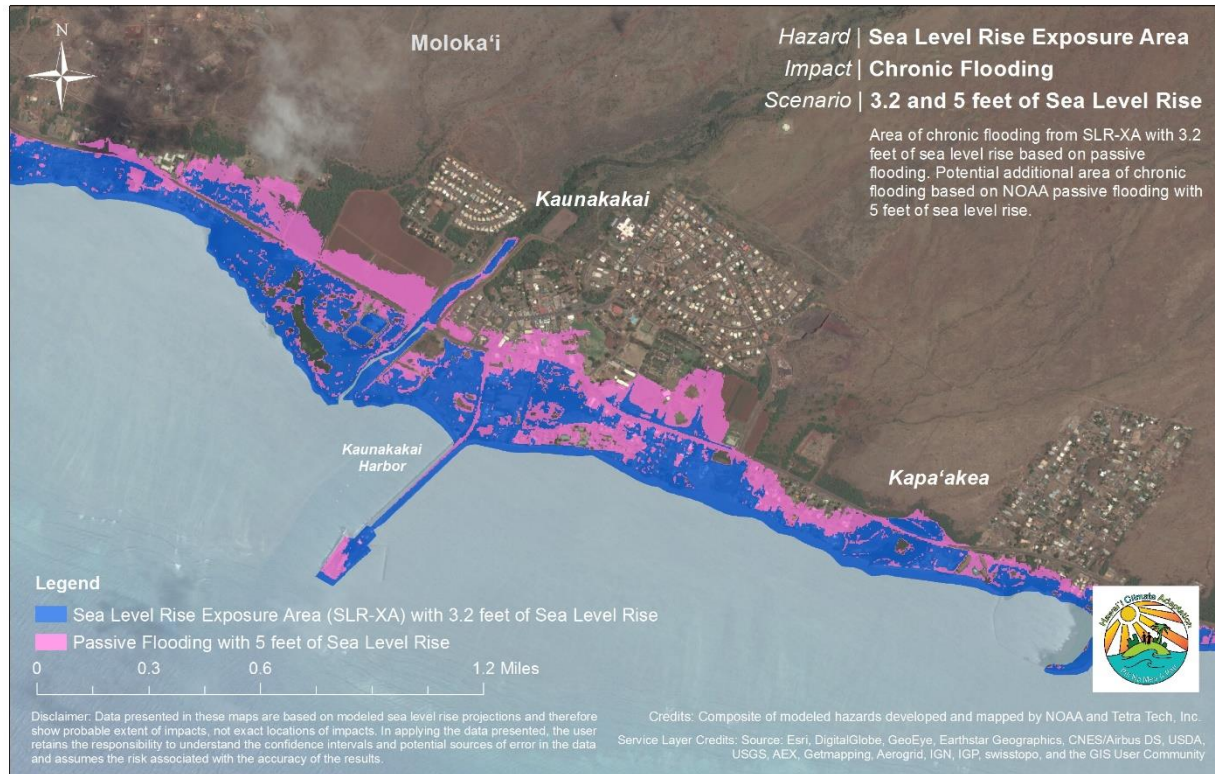 N
Moloka‘i
Hazard | Sea Level Rise Exposure Area
Impact | Chronic Flooding
Scenario | 3.2 and 5 feet of Sea Level Rise
Area of chronic flooding from SLR-XA with 3.2
feet of sea level rise based on passive
flooding. Potential additional area of chronic
flooding based on NOAA passive flooding with
5 feet of sea level rise.
Kaunakakai
Kaunakakai
Harbor
Kapa‘akea
Legend
Sea Level Rise Exposure Area (SLR-XA) with 3.2 feet of Sea Level Rise
Passive Flooding with 5 feet of Sea Level Rise
0 0.3 0.6 1.2 Miles
Disclaimer: Data presented in these maps are based on modeled sea level rise projections and therefore
show probable extent of impacts, not exact locations of impacts. In applying the data presented, the user
retains the responsibility to understand the confidence intervals and potential sources of error in the data
and assumes the risk associated with the accuracy of the results.
Hawai‘i Climate Adaptation
Credits: Composite of modeled hazards developed and mapped by NOAA and Tetra Tech, Inc.
Service Layer Credits: Source: Esri, DigitalGlobe, GeoEye, Earthstar Geographics, CNES/Airbus DS, USDA,
USGS, AEX, Getmapping, Aerogrid, IGN, IGP, swisstopo, and the GIS User Community